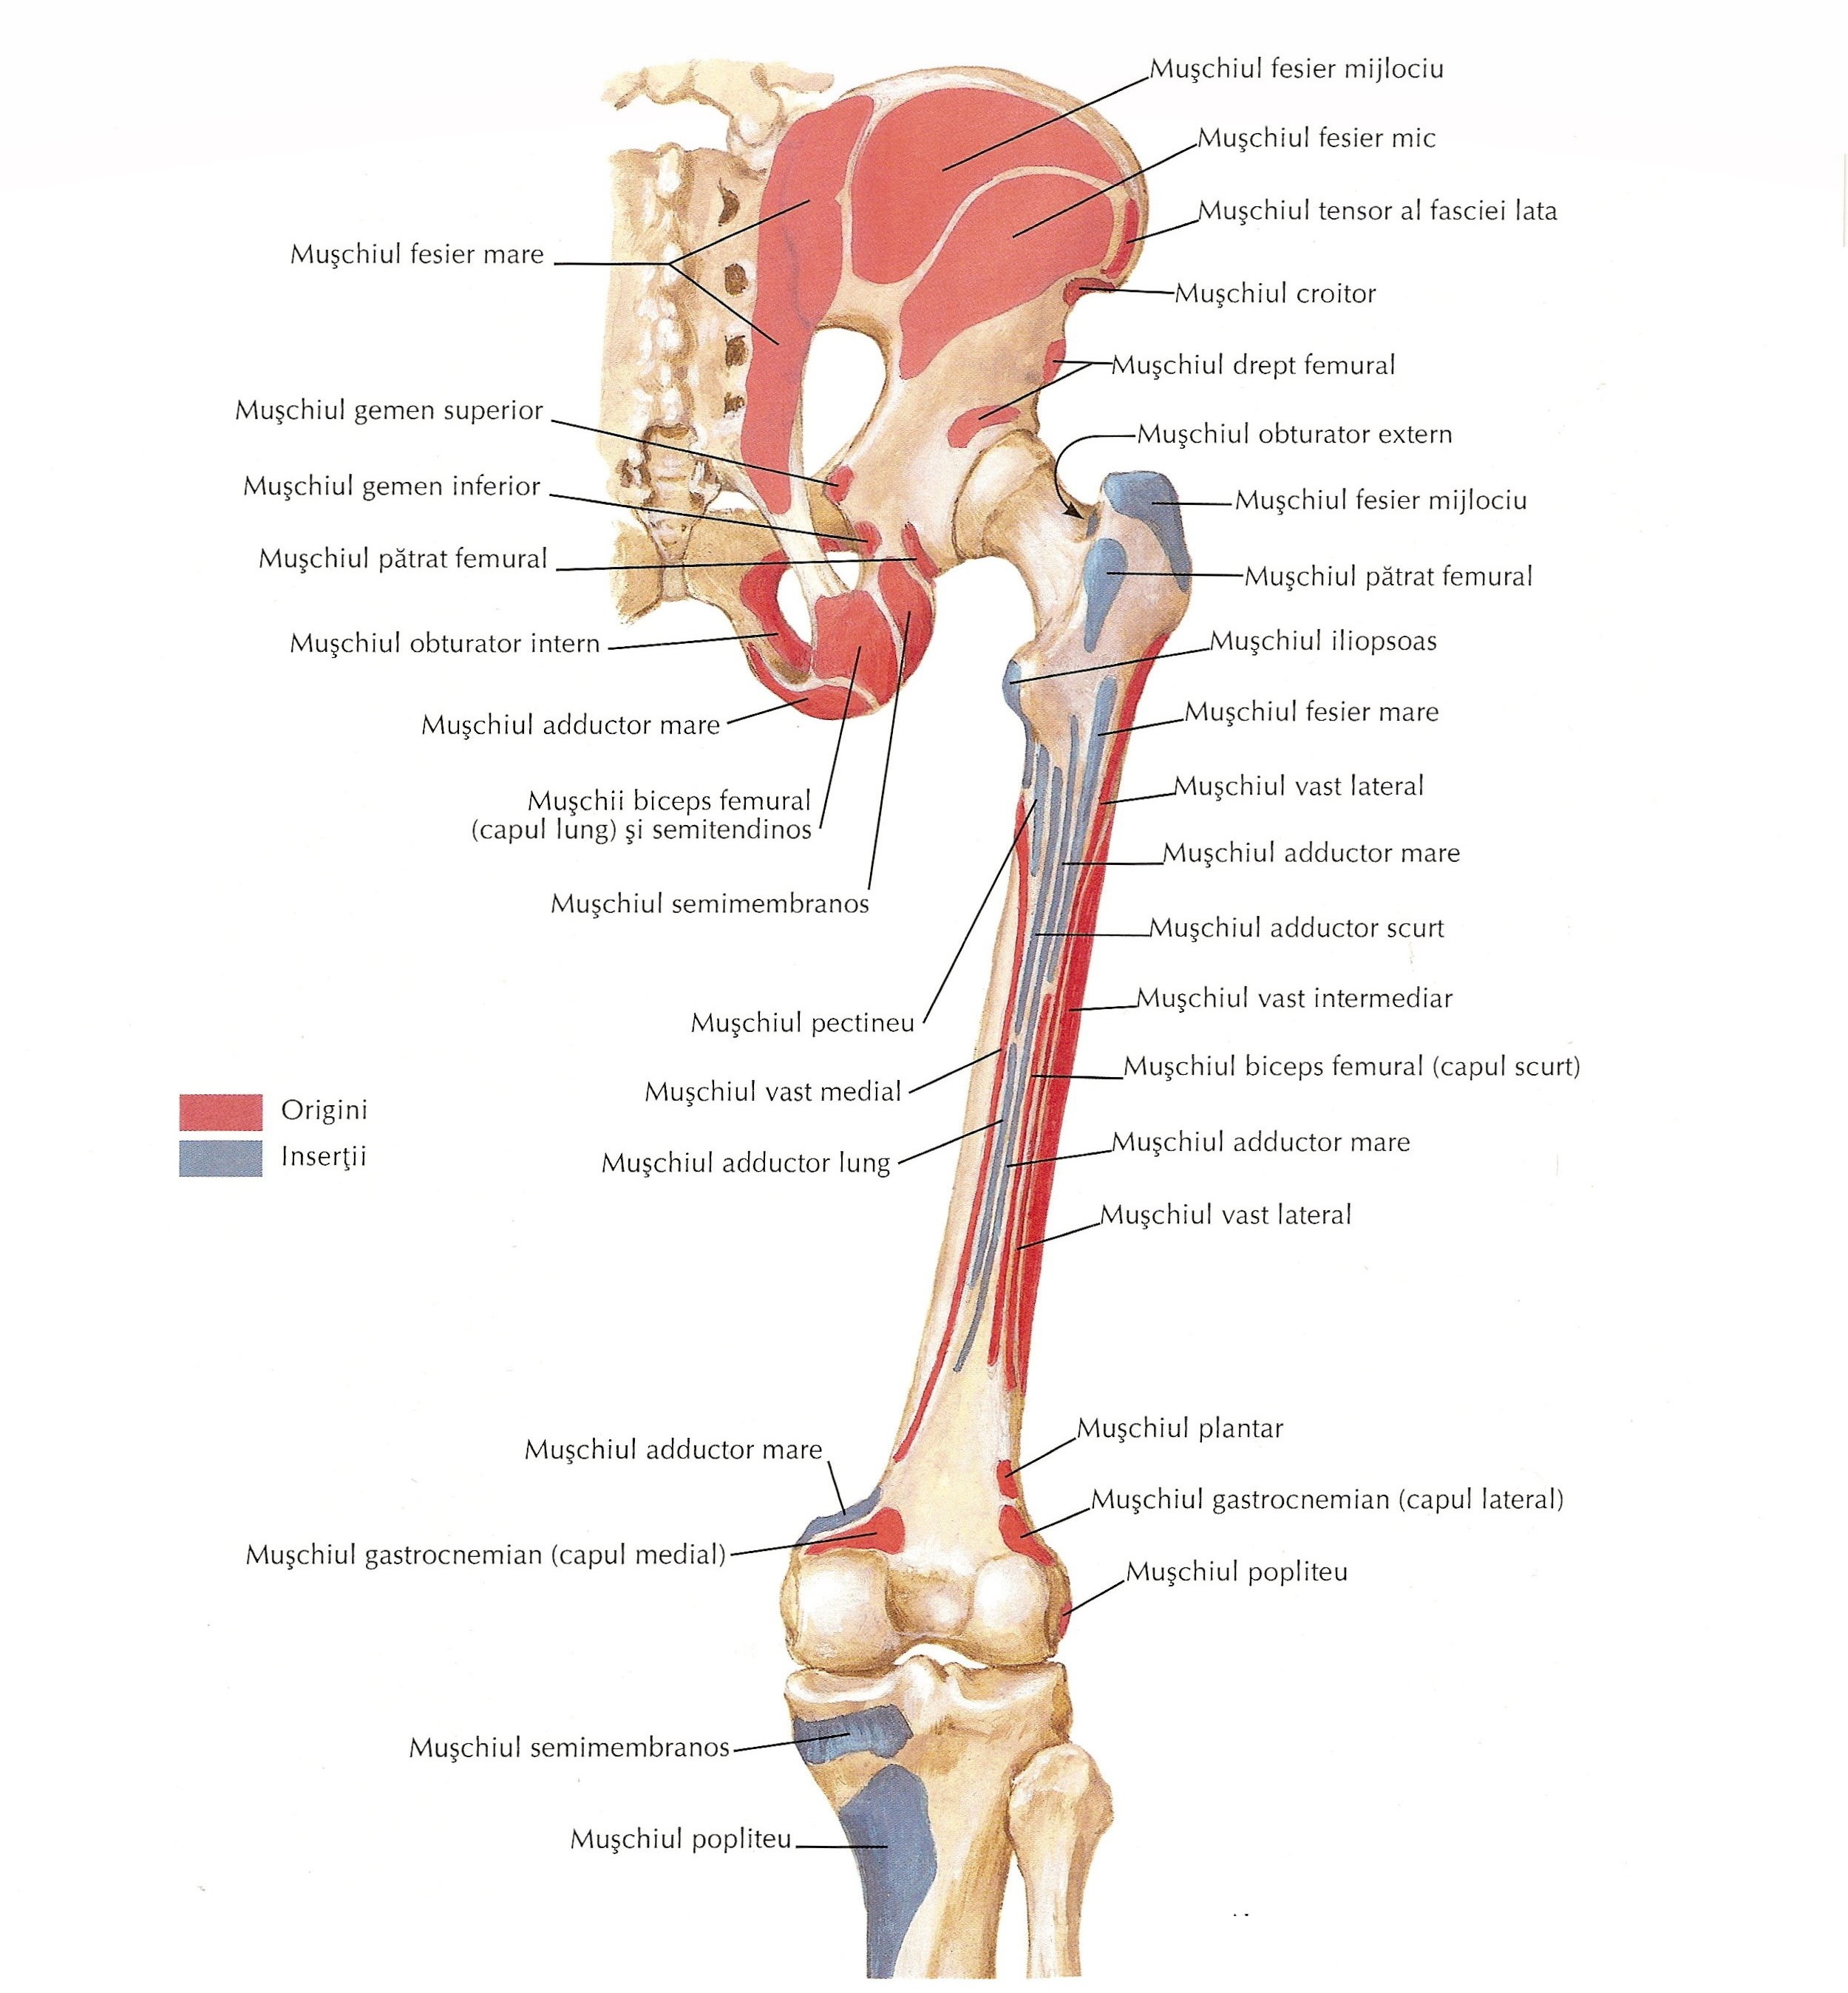 Muşchiul fesier mijlociu
Muşchiul fesier mic
Muşchiul tensor al fasciei lata
Muşchiul fesier mare
Muşchiul croitor
Muşchiul drept femural
Muşchiul gemen superior
Muşchiul obturator extern
Muşchiul gemen inferior
Muşchiul fesier mijlociu
Muşchiul pătrat femural
Muşchiul pătrat femural
Muşchiul obturator intern
Muşchiul iliopsoas
Muşchiul adductor mare
Muşchiul fesier mare
Muşchii biceps femural
(capul lung) şi semitendinos
Muşchiul vast lateral
Muşchiul adductor mare
Muşchiul semimembranos
Muşchiul adductor scurt
Muşchiul vast intermediar
Muşchiul pectineu
Muşchiul biceps femural (capul scurt)
Muşchiul vast medial
Origini
Inserţii
Muşchiul adductor mare
Muşchiul adductor lung
Muşchiul vast lateral
Muşchiul plantar
Muşchiul adductor mare
Muşchiul gastrocnemian (capul lateral)
Muşchiul gastrocnemian (capul medial)
Muşchiul popliteu
Muşchiul semimembranos
Muşchiul popliteu